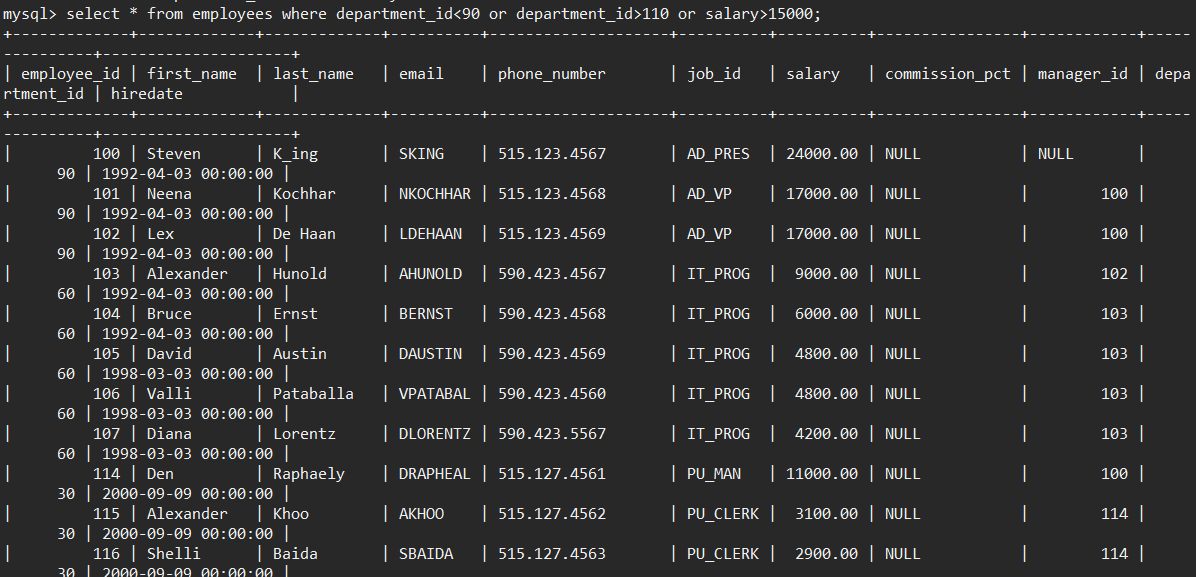 mysql> select * from employees where department_id<90 or department_id>110 or salary>15000;
+-------------+-------------+-------------+----------+--------------------+----------+----------+----------------+------------+-----
----------+---------------------+
| employee_id | first_name  | last_name   | email    | phone_number       | job_id   | salary   | commission_pct | manager_id | depa
rtment_id | hiredate            |
+-------------+-------------+-------------+----------+--------------------+----------+----------+----------------+------------+-----
----------+---------------------+
|         100 | Steven      | K_ing       | SKING    | 515.123.4567       | AD_PRES  | 24000.00 | NULL           | NULL       |
      90 | 1992-04-03 00:00:00 |
|         101 | Neena       | Kochhar     | NKOCHHAR | 515.123.4568       | AD_VP    | 17000.00 | NULL           |        100 |
      90 | 1992-04-03 00:00:00 |
|         102 | Lex         | De Haan     | LDEHAAN  | 515.123.4569       | AD_VP    | 17000.00 | NULL           |        100 |
      90 | 1992-04-03 00:00:00 |
|         103 | Alexander   | Hunold      | AHUNOLD  | 590.423.4567       | IT_PROG  |  9000.00 | NULL           |        102 |
      60 | 1992-04-03 00:00:00 |
|         104 | Bruce       | Ernst       | BERNST   | 590.423.4568       | IT_PROG  |  6000.00 | NULL           |        103 |
      60 | 1992-04-03 00:00:00 |
|         105 | David       | Austin      | DAUSTIN  | 590.423.4569       | IT_PROG  |  4800.00 | NULL           |        103 |
      60 | 1998-03-03 00:00:00 |
|         106 | Valli       | Pataballa   | VPATABAL | 590.423.4560       | IT_PROG  |  4800.00 | NULL           |        103 |
      60 | 1998-03-03 00:00:00 |
|         107 | Diana       | Lorentz     | DLORENTZ | 590.423.5567       | IT_PROG  |  4200.00 | NULL           |        103 |
      60 | 1998-03-03 00:00:00 |
|         114 | Den         | Raphaely    | DRAPHEAL | 515.127.4561       | PU_MAN   | 11000.00 | NULL           |        100 |
      30 | 2000-09-09 00:00:00 |
|         115 | Alexander   | Khoo        | AKHOO    | 515.127.4562       | PU_CLERK |  3100.00 | NULL           |        114 |
      30 | 2000-09-09 00:00:00 |
|         116 | Shelli      | Baida       | SBAIDA   | 515.127.4563       | PU_CLERK |  2900.00 | NULL           |        114 |
      30 | 2000-09-09 00:00:00 |